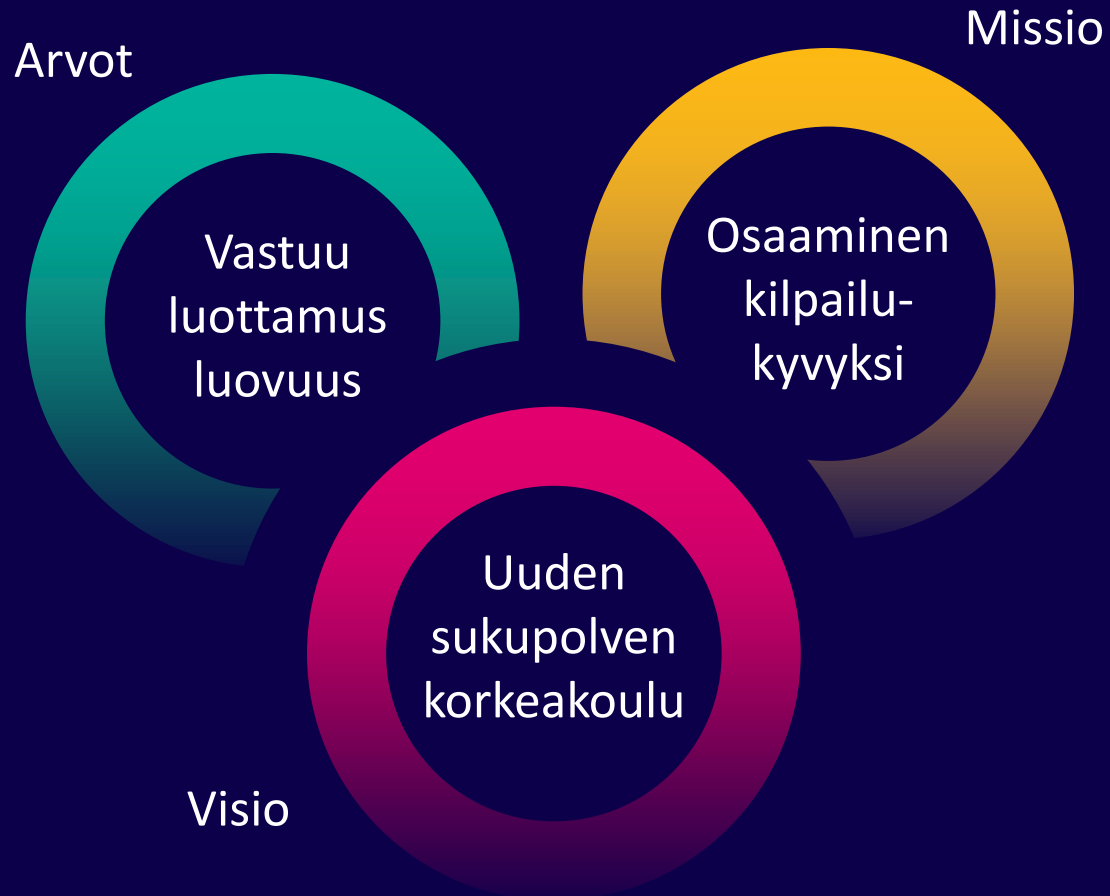 Arvot
Vastuu
luottamus
luovuus
Missio
Osaaminen
kilpailu-
kyvyksi
Uuden
sukupolven
korkeakoulu
Visio